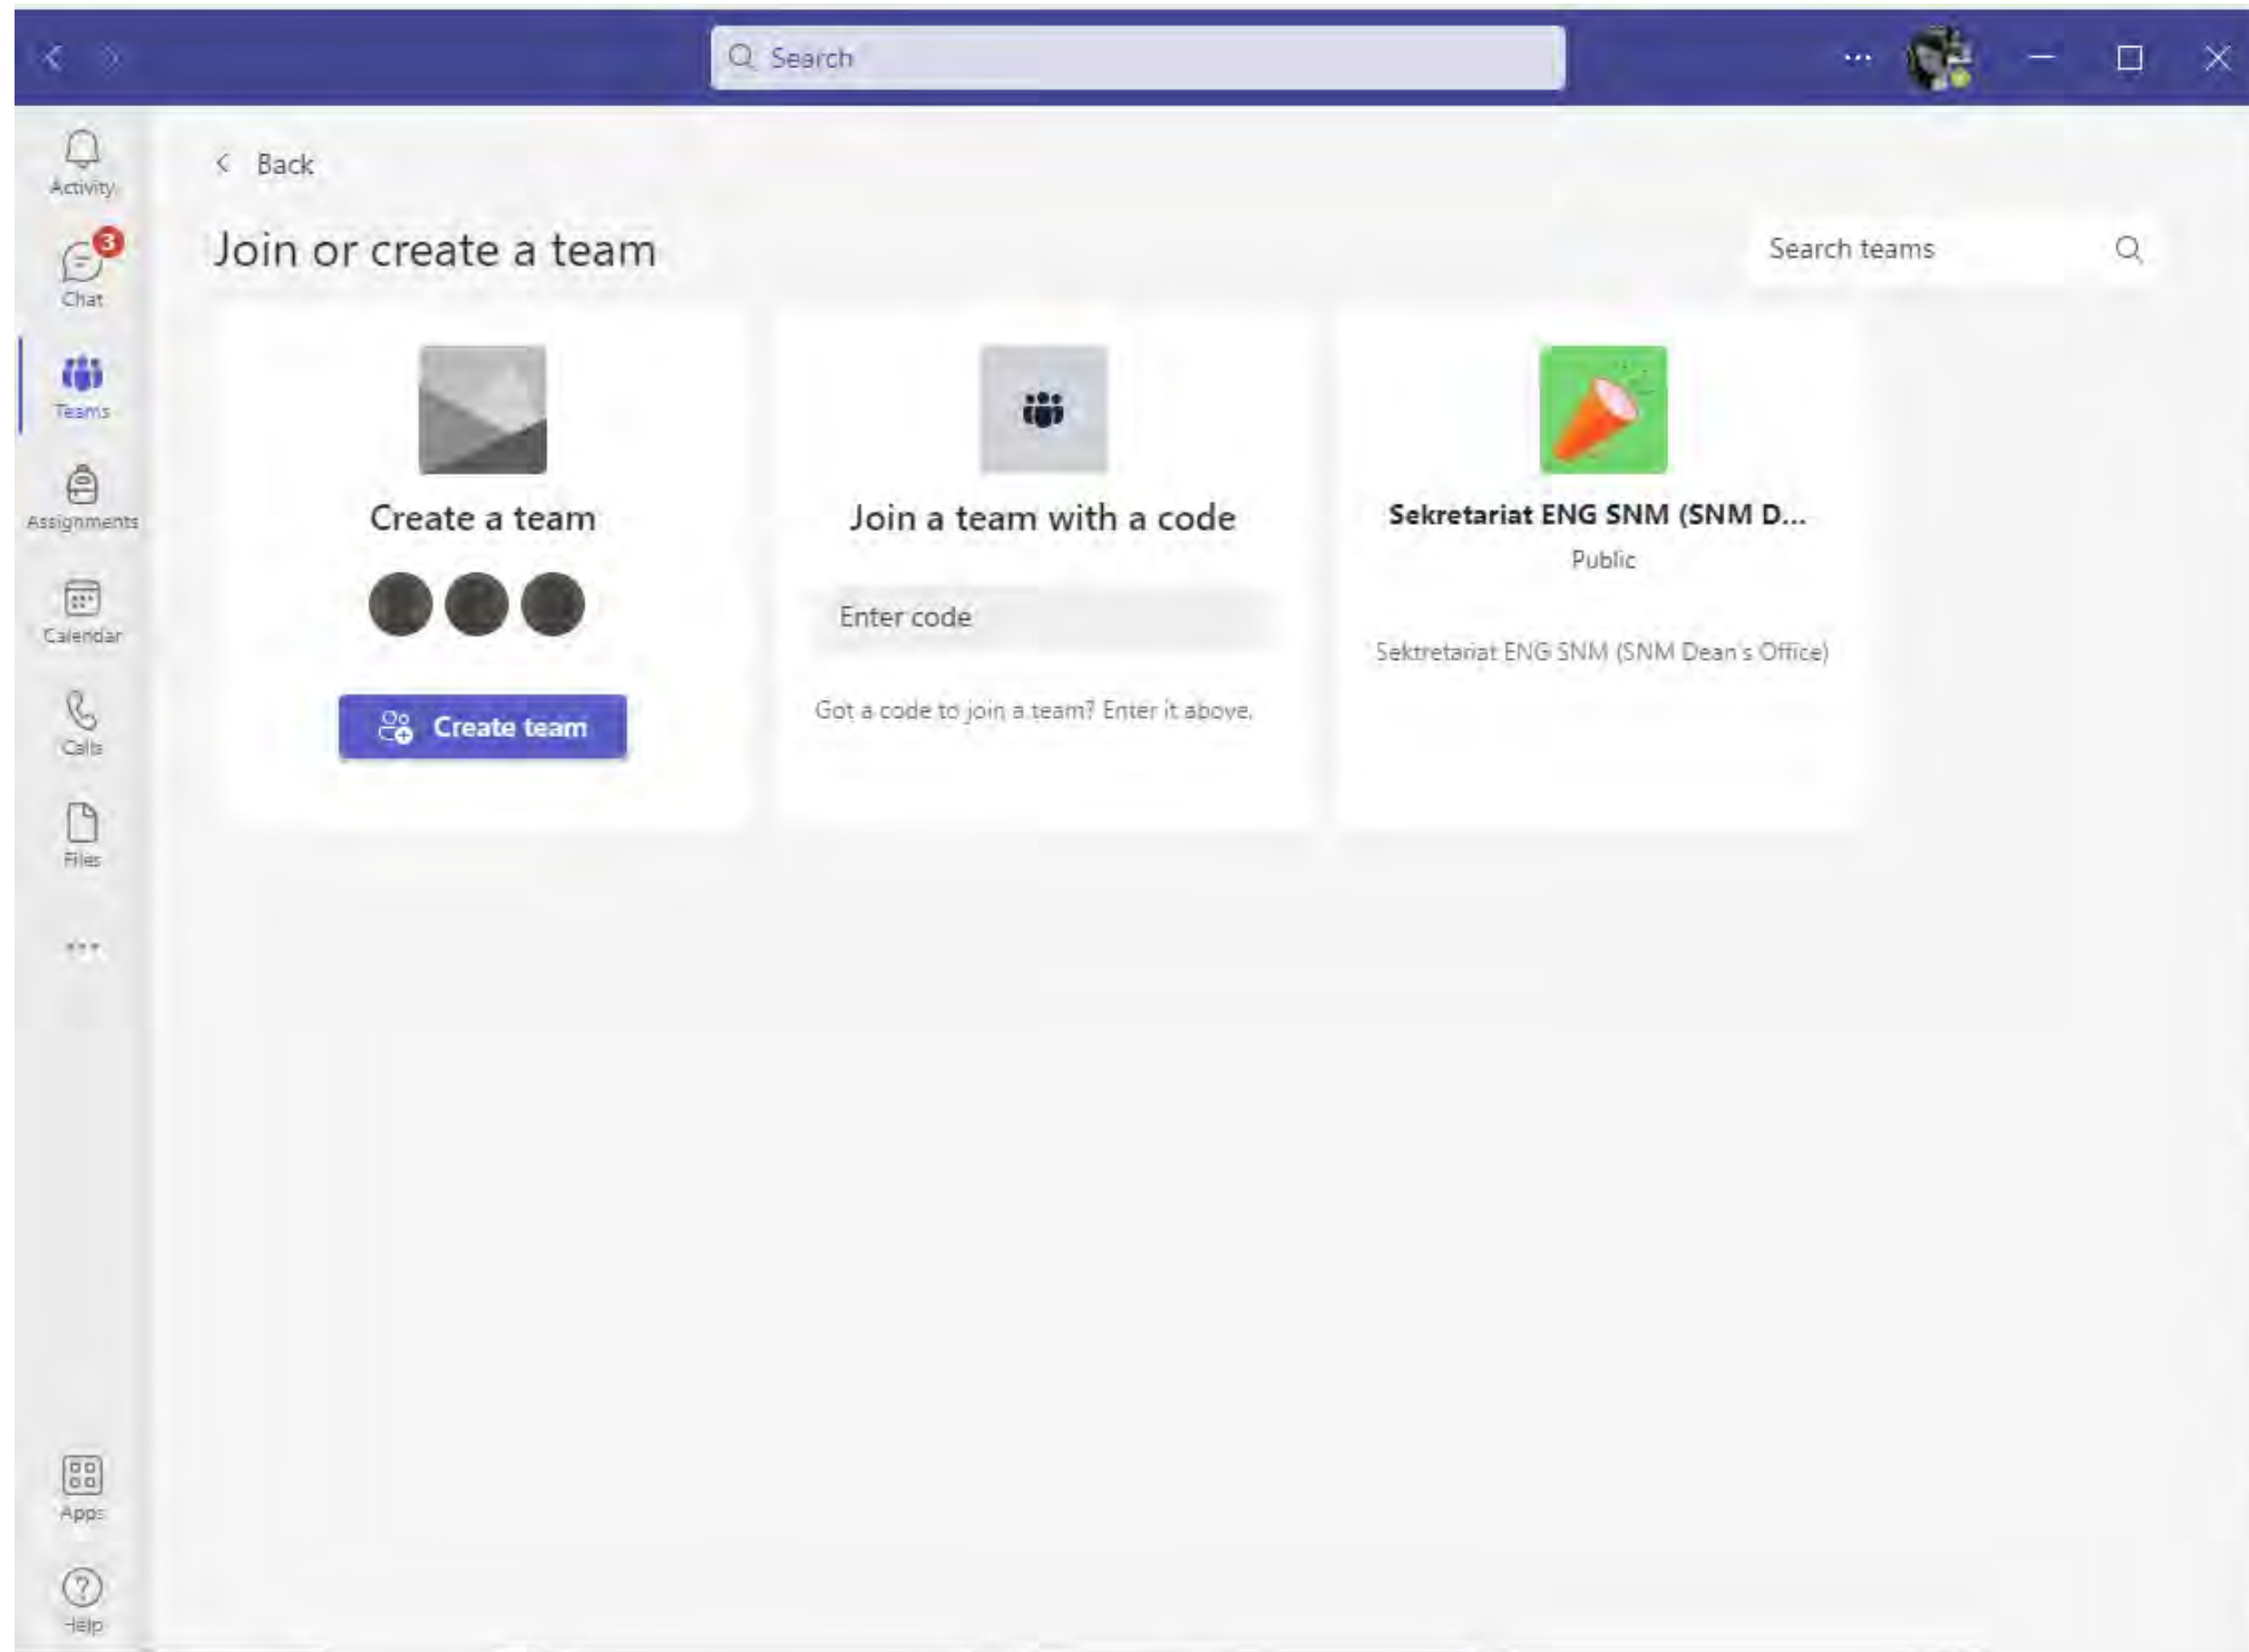 Search
Activity
3
Chat
Teams
Assignments
Calendar
Calls
Files
Apps
Help
Back
Join or create a team
Search teams
Create a team
Create team
Join a team with a code
Enter code
Got a code to join a team? Enter it above.
Sekretariat ENG SNM (SNM D...
Public
Sektretariat ENG SNM (SNM Dean's Office)